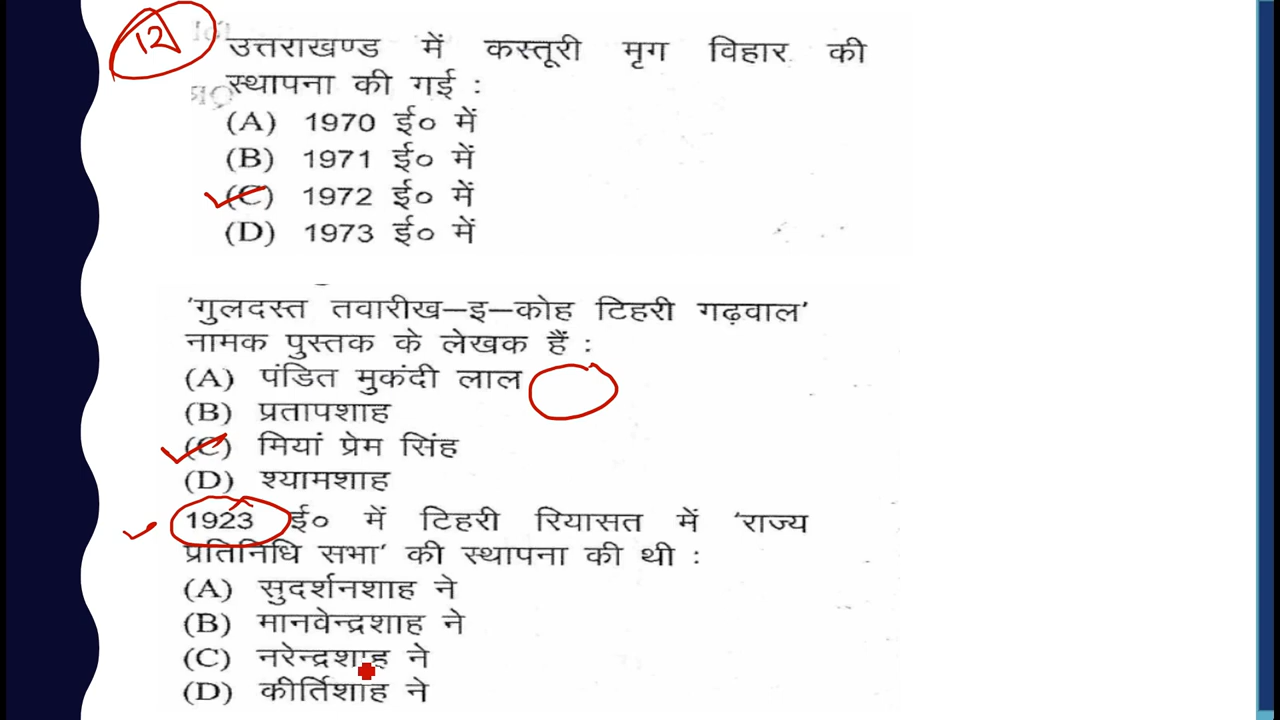 12
उत्तराखण्ड में कस्तूरी मृग विहार की
स्थापना की गई :
(A) 1970 ई० में
(B) 1971 ई० में
(C) 1972 ई० में
(D) 1973 ई० में
'गुलदस्त तवारीख-इ-कोह टिहरी गढ़वाल'
नामक पुस्तक के लेखक हैं :
(A) पंडित मुकंदी लाल
(B) प्रतापशाह
(C) मियां प्रेम सिंह
(D) श्यामशाह
1923 ई० में टिहरी रियासत में 'राज्य
प्रतिनिधि सभा' की स्थापना की थी :
(A) सुदर्शनशाह ने
(B) मानवेन्द्रशाह ने
(C) नरेन्द्रशाह ने
(D) कीर्तिशाह ने